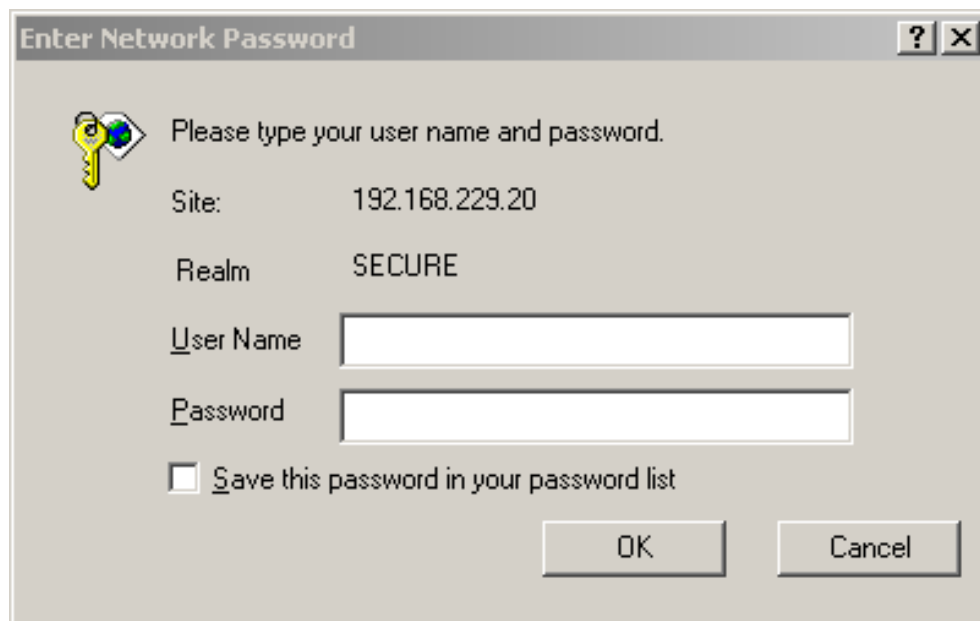 Enter Network Password
Please type your user name and password.
Site: 192.168.229.20
Realm SECURE
User Name
Password
Save this password in your password list
OK Cancel